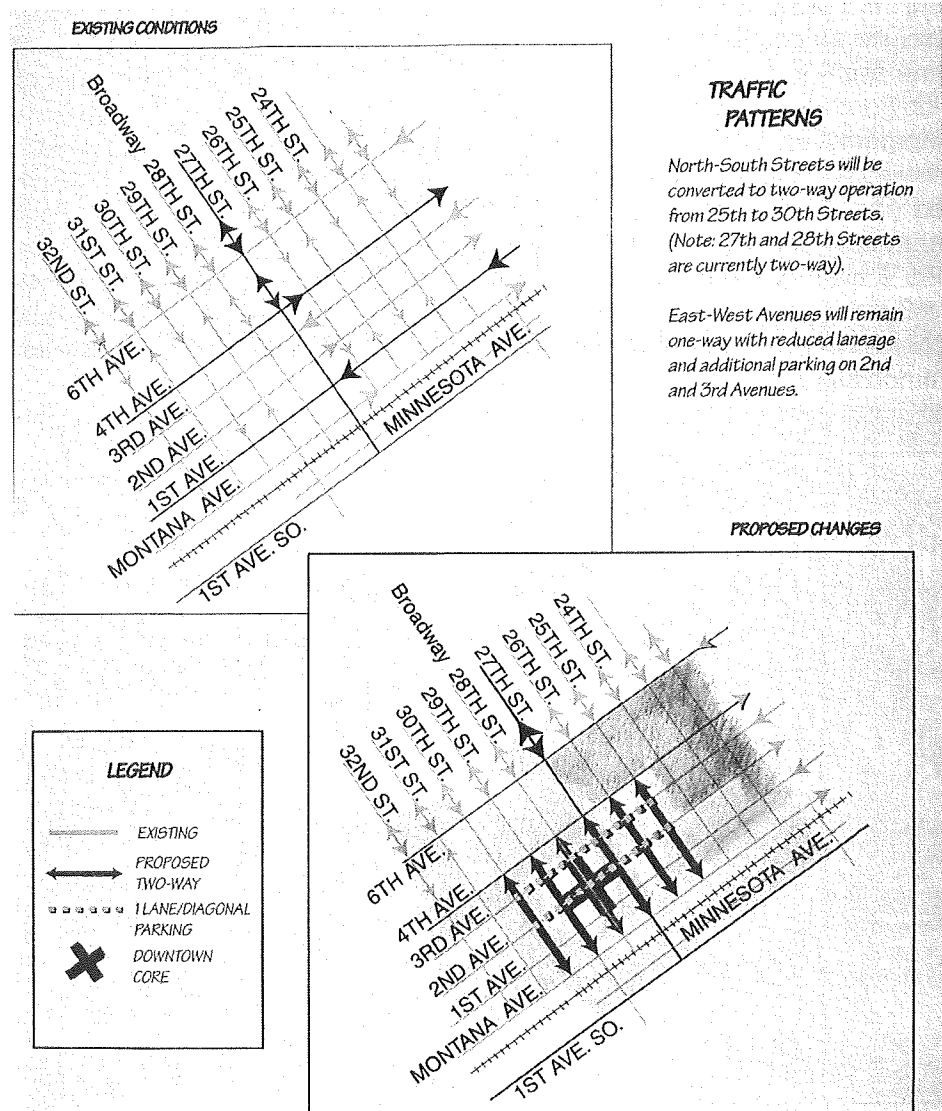 EXISTING CONDITIONS
Broadway
24TH ST.
25TH ST.
26TH ST.
27TH ST.
28TH ST.
29TH ST.
30TH ST.
31ST ST.
32ND ST.
6TH AVE.
4TH AVE.
3RD AVE.
2ND AVE.
1ST AVE.
MONTANA AVE.
MINNESOTA AVE.
1ST AVE. SO.
TRAFFIC
PATTERNS
North-South Streets will be
converted to two-way operation
from 25th to 30th Streets.
(Note: 27th and 28th Streets
are currently two-way).
East-West Avenues will remain
one-way with reduced laneage
and additional parking on 2nd
and 3rd Avenues.
PROPOSED CHANGES
Broadway
24TH ST.
25TH ST.
26TH ST.
27TH ST.
28TH ST.
29TH ST.
30TH ST.
31ST ST.
32ND ST.
6TH AVE.
4TH AVE.
3RD AVE.
2ND AVE.
1ST AVE.
MONTANA AVE.
MINNESOTA AVE.
1ST AVE. SO.
LEGEND
EXISTING
PROPOSED
TWO-WAY
1 LANE/DIAGONAL
PARKING
DOWNTOWN
CORE